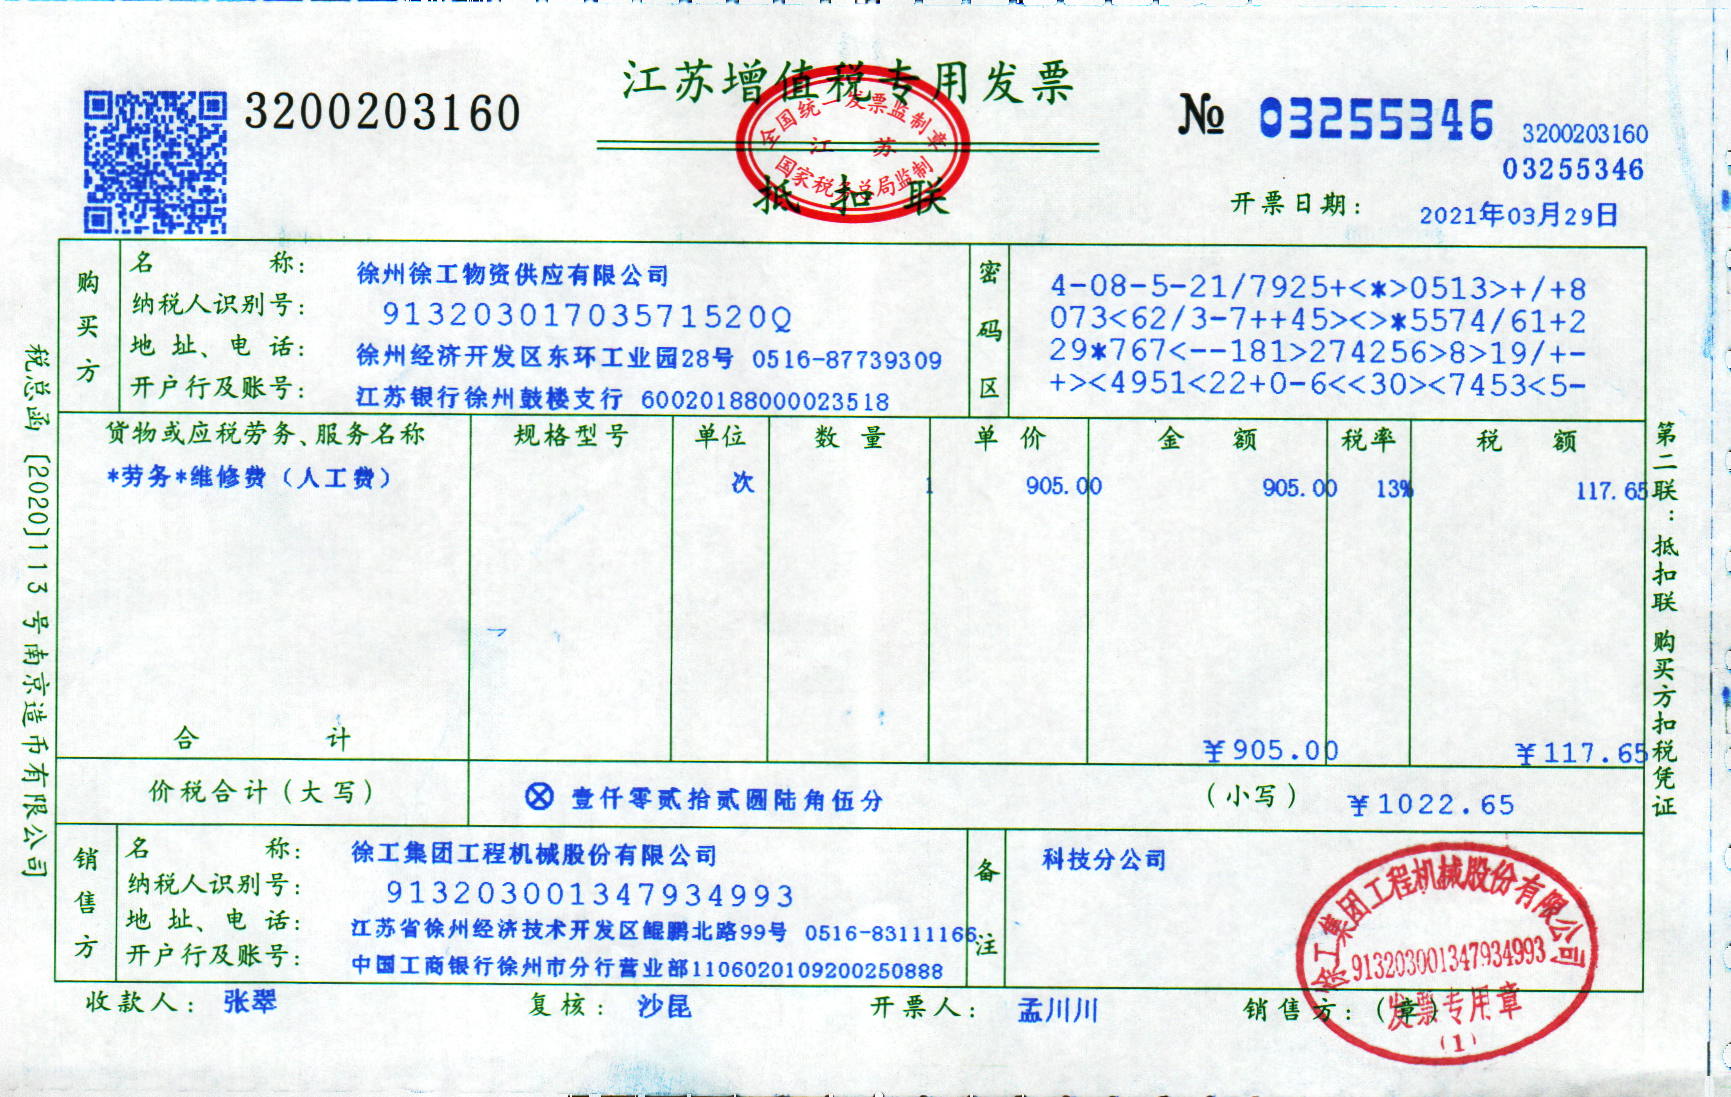 江苏增值税专用发票
3200203160
№ 03255346
3200203160
03255346
全国统一发票监制章
江 苏
国家税务总局监制
抵 扣 联
开票日期: 2021年03月29日
购买方
名 称: 徐州徐工物资供应有限公司
纳税人识别号: 91320301703571520Q
地 址、电 话: 徐州经济开发区东环工业园28号 0516-87739309
开户行及账号: 江苏银行徐州鼓楼支行 60020188000023518
密码区
4-08-5-21/7925+<*>0513>+/+8
073<62/3-7++45><>*5574/61+2
29*767<--181>274256>8>19/+-
+><4951<22+0-6<<30><7453<5-
货物或应税劳务、服务名称 规格型号 单位 数 量 单 价 金 额 税率 税 额
*劳务*维修费（人工费） 次 1 905.00 905.00 13% 117.65
合 计 ￥905.00 ￥117.65
价税合计(大写) ⊗ 壹仟零贰拾贰圆陆角伍分 (小写) ￥1022.65
销售方
名 称: 徐工集团工程机械股份有限公司
纳税人识别号: 913203001347934993
地 址、电 话: 江苏省徐州经济技术开发区鲲鹏北路99号 0516-83111166
开户行及账号: 中国工商银行徐州市分行营业部1106020109200250888
备注
科技分公司
收款人: 张翠 复核: 沙昆 开票人: 孟川川 销售方:(章)
徐工集团工程机械股份有限公司
913203001347934993
发票专用章
(1)
税总函〔2020〕113号南京造币有限公司
第二联:抵扣联 购买方扣税凭证